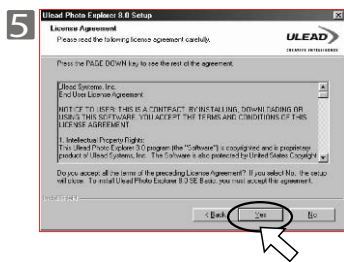 5
Ulead Photo Explorer 8.0 Setup
License Agreement
Please read the following license agreement carefully.
ULEAD
CREATIVE INTELLIGENCE
Press the PAGE DOWN key to see the rest of the agreement.
Ulead Systems, Inc.
End User License Agreement
NOTICE TO USER: THIS IS A CONTRACT. BY INSTALLING, DOWNLOADING OR
USING THIS SOFTWARE, YOU ACCEPT THE TERMS AND CONDITIONS OF THIS
LICENSE AGREEMENT.
1. Intellectual Property Rights:
This Ulead Photo Explorer 8.0 program (the "Software") is copyrighted and is proprietary
product of Ulead Systems, Inc. The Software is also protected by United States Copyright
Do you accept all the terms of the preceding License Agreement? If you select No, the setup
will close. To install Ulead Photo Explorer 8.0 SE Basic, you must accept this agreement.
InstallShield
< Back
Yes
No